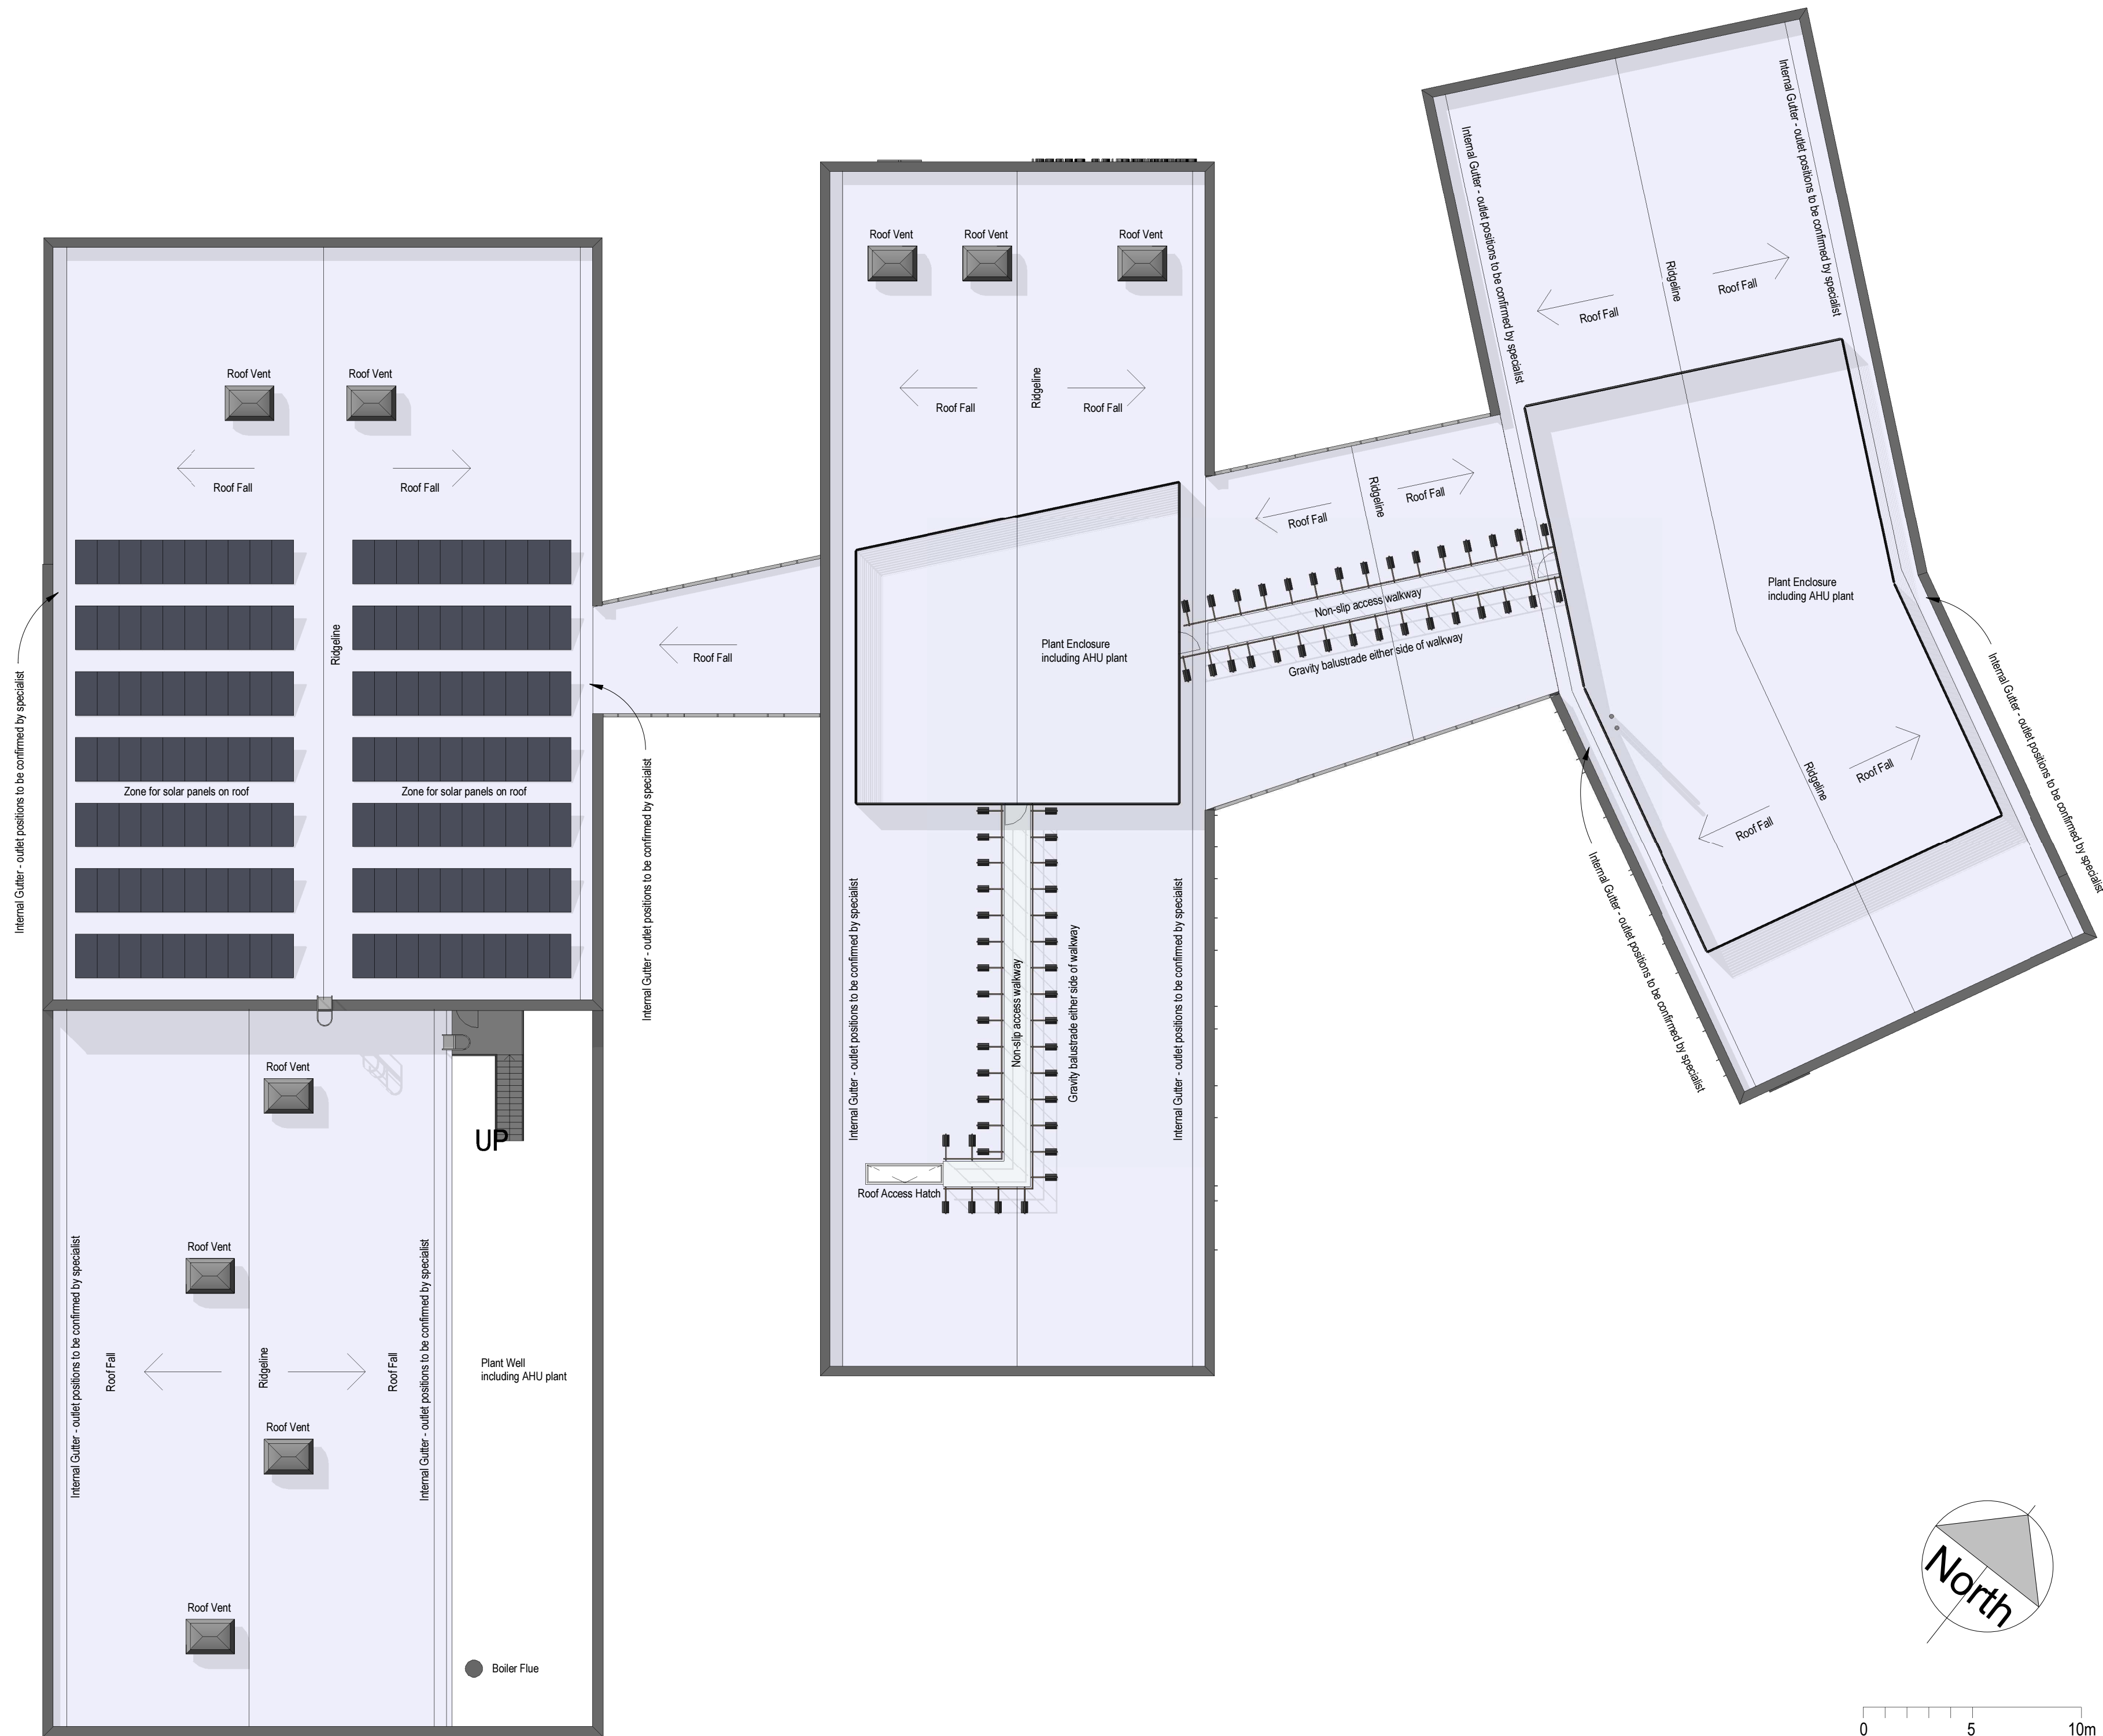 Internal Gutter - outlet positions to be confirmed by specialist
Internal Gutter - outlet positions to be confirmed by specialist
Roof Vent
Roof Vent
Roof Vent
Ridgeline
Roof Fall
Roof Fall
Roof Vent
Roof Vent
Roof Fall
Roof Fall
Ridgeline
Roof Fall
Roof Fall
Roof Fall
Roof Fall
Ridgeline
Roof Fall
Roof Fall
Non-slip access walkway
Gravity balustrade either side of walkway
Plant Enclosure
including AHU plant
Ridgeline
Roof Fall
Plant Enclosure
including AHU plant
Internal Gutter - outlet positions to be confirmed by specialist
Zone for solar panels on roof
Zone for solar panels on roof
Internal Gutter - outlet positions to be confirmed by specialist
Ridgeline
Roof Fall
Roof Fall
Internal Gutter - outlet positions to be confirmed by specialist
Internal Gutter - outlet positions to be confirmed by specialist
Internal Gutter - outlet positions to be confirmed by specialist
Non-slip access walkway
Gravity balustrade either side of walkway
Internal Gutter - outlet positions to be confirmed by specialist
Roof Access Hatch
Roof Vent
UP
Roof Vent
Internal Gutter - outlet positions to be confirmed by specialist
Roof Fall
Ridgeline
Roof Fall
Internal Gutter - outlet positions to be confirmed by specialist
Plant Well
including AHU plant
Roof Vent
Roof Vent
Boiler Flue
North
0 5 10m